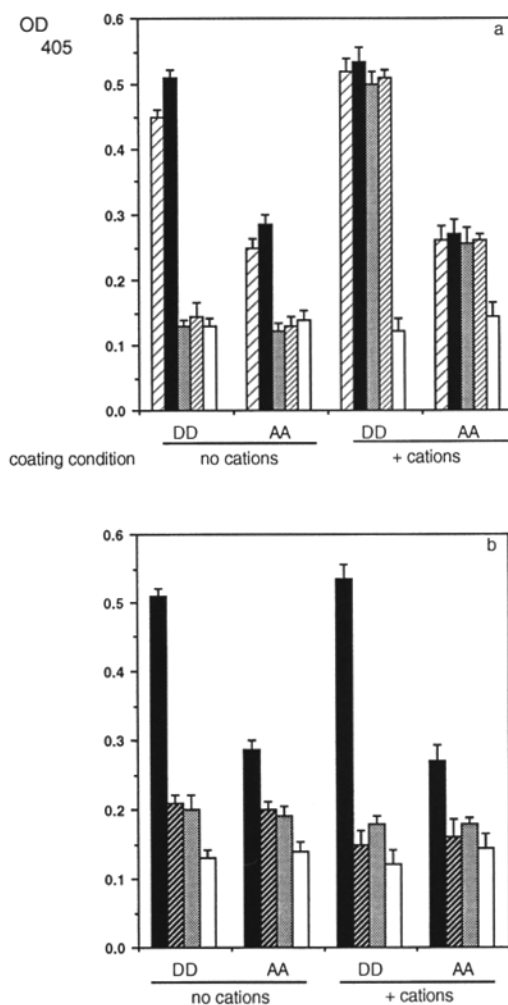 OD
405
a
0.6
0.5
0.4
0.3
0.2
0.1
0.0
DD AA DD AA
coating condition no cations + cations
b
0.6
0.5
0.4
0.3
0.2
0.1
0.0
DD AA DD AA
no cations + cations